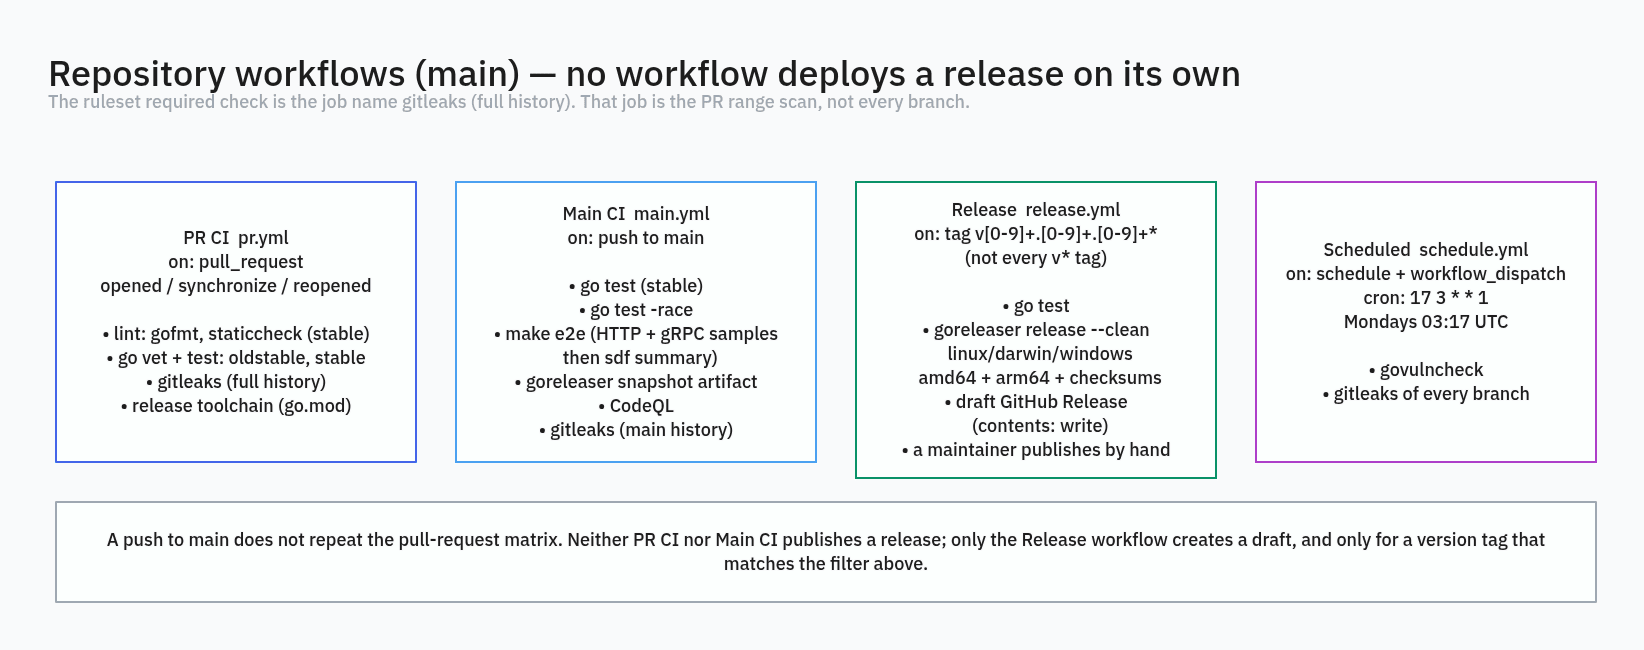 Repository workflows (main) — no workflow deploys a release on its own
The ruleset required check is the job name gitleaks (full history). That job is the PR range scan, not every branch.
PR CI  pr.yml
on: pull_request
opened / synchronize / reopened
• lint: gofmt, staticcheck (stable)
• go vet + test: oldstable, stable
• gitleaks (full history)
• release toolchain (go.mod)
Main CI  main.yml
on: push to main
• go test (stable)
• go test -race
• make e2e (HTTP + gRPC samples
then sdf summary)
• goreleaser snapshot artifact
• CodeQL
• gitleaks (main history)
Release  release.yml
on: tag v[0-9]+.[0-9]+.[0-9]+*
(not every v* tag)
• go test
• goreleaser release --clean
linux/darwin/windows
amd64 + arm64 + checksums
• draft GitHub Release
(contents: write)
• a maintainer publishes by hand
Scheduled  schedule.yml
on: schedule + workflow_dispatch
cron: 17 3 * * 1
Mondays 03:17 UTC
• govulncheck
• gitleaks of every branch
A push to main does not repeat the pull-request matrix. Neither PR CI nor Main CI publishes a release; only the Release workflow creates a draft, and only for a version tag that
matches the filter above.